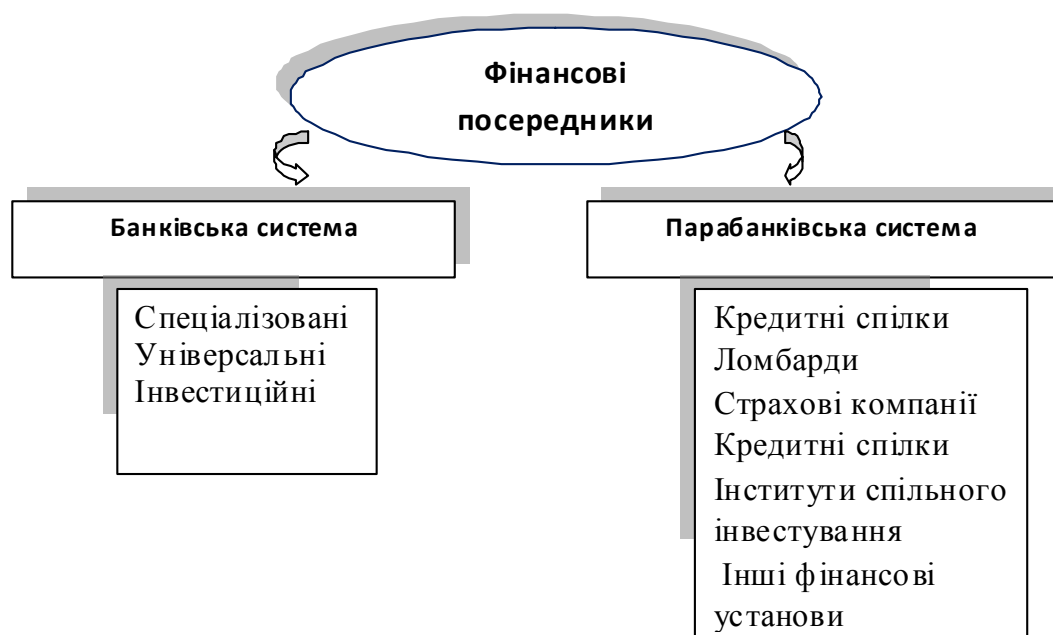 Фінансові
посередники
Банківська система
Парабанківська система
Спеціалізовані
Універсальні
Інвестиційні
Кредитні спілки
Ломбарди
Страхові компанії
Кредитні спілки
Інститути спільного
інвестування
Інші фінансові
установи